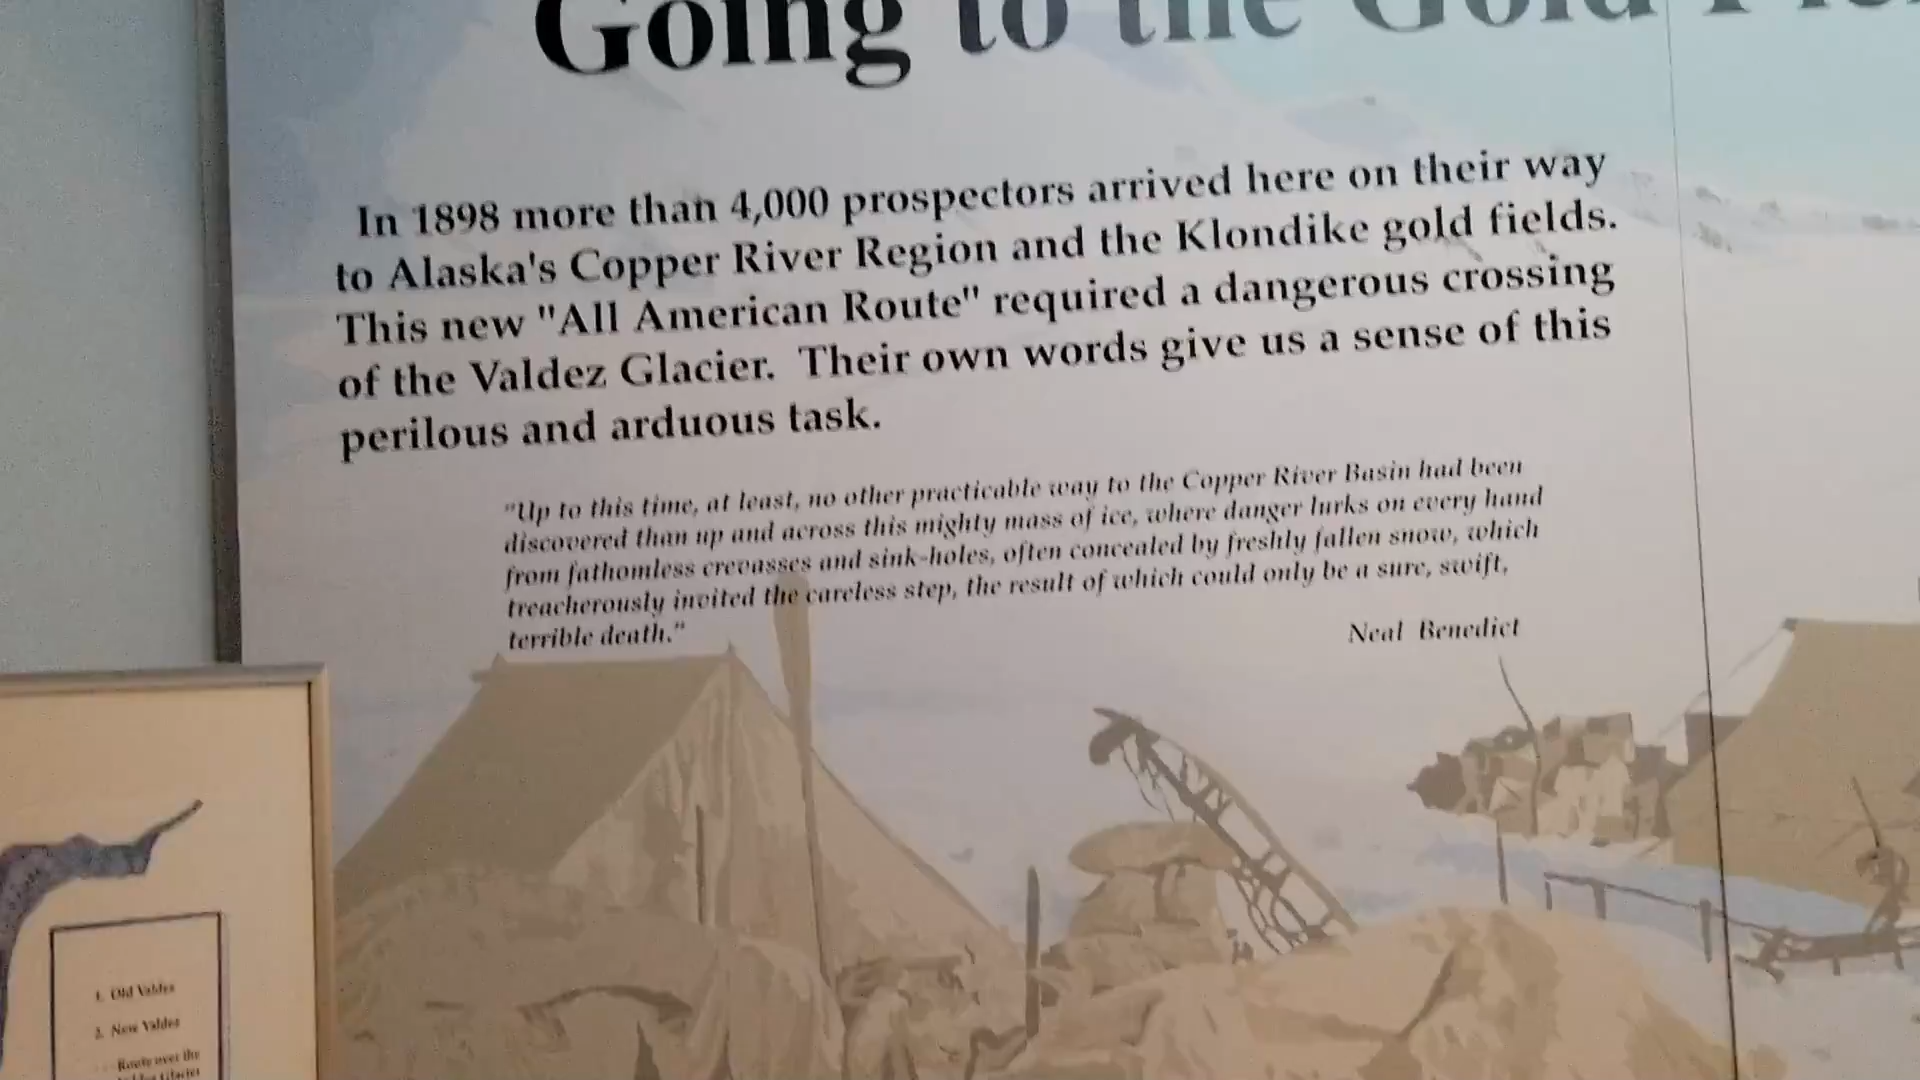 Going to the Gold
In 1898 more than 4,000 prospectors arrived here on their way
to Alaska's Copper River Region and the Klondike gold fields.
This new "All American Route" required a dangerous crossing
of the Valdez Glacier. Their own words give us a sense of this
perilous and arduous task.
"Up to this time, at least, no other practicable way to the Copper River Basin had been
discovered than up and across this mighty mass of ice, where danger lurks on every hand
from fathomless crevasses and sink-holes, often concealed by freshly fallen snow, which
treacherously invited the careless step, the result of which could only be a sure, swift,
terrible death."
Neal Benedict
1. Old Valdez
2. New Valdez
Route over the
Glacier